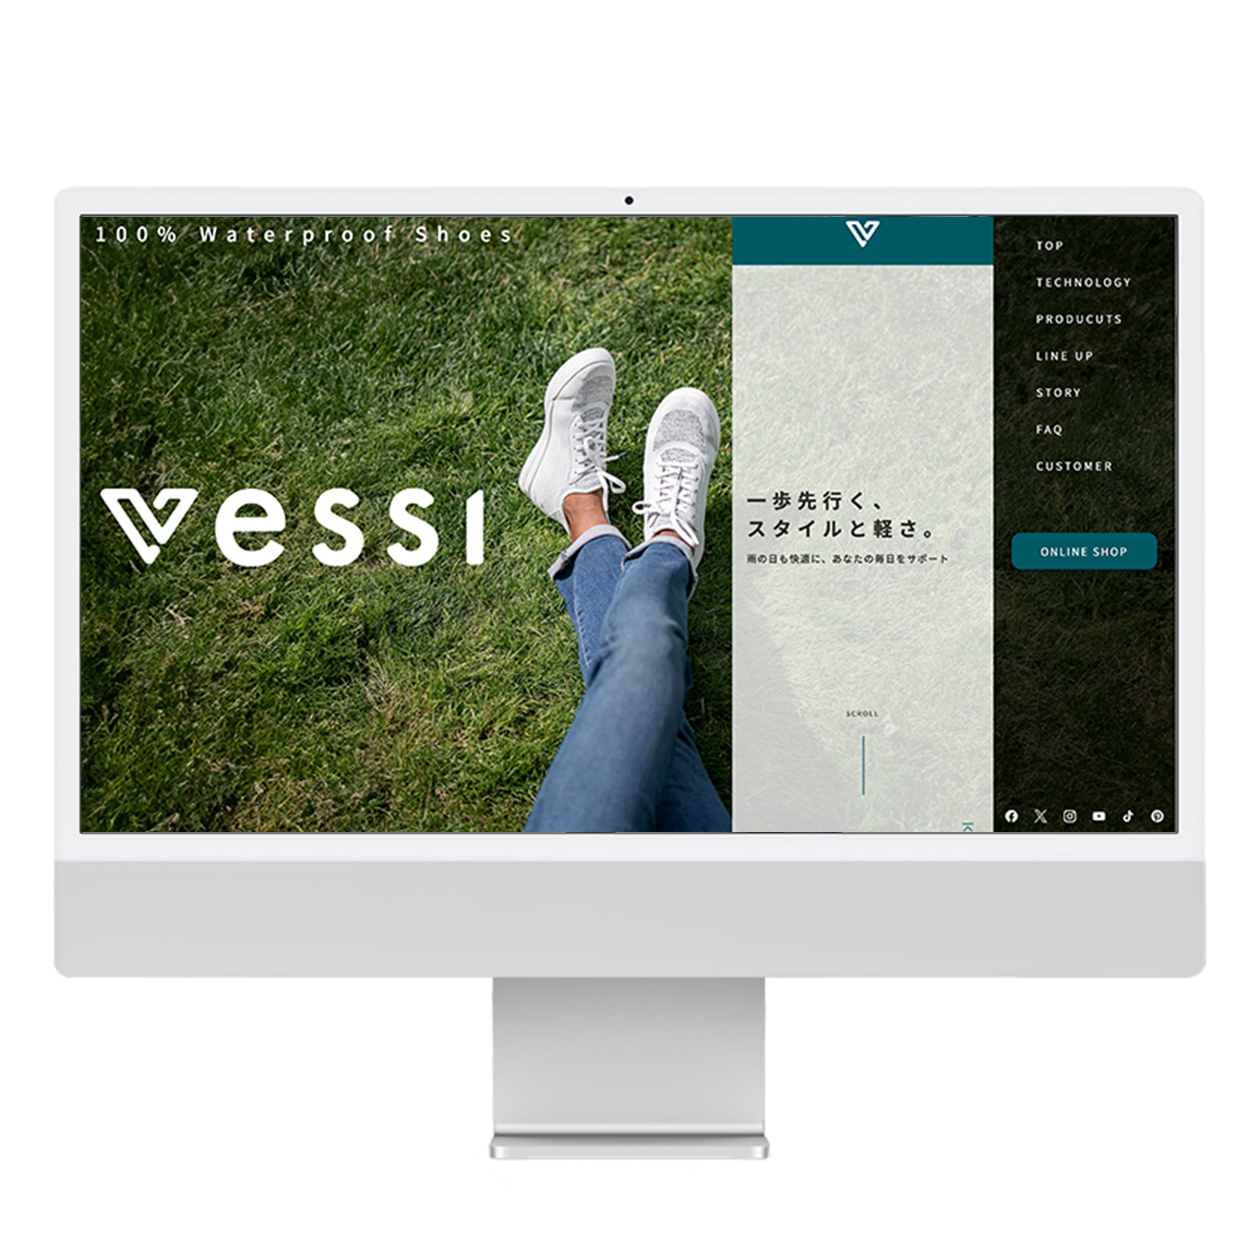 100% Waterproof Shoes
vessi
一歩先行く、
スタイルと軽さ。
雨の日も快適に、あなたの毎日をサポート
SCROLL
TOP
TECHNOLOGY
PRODUCUTS
LINE UP
STORY
FAQ
CUSTOMER
ONLINE SHOP